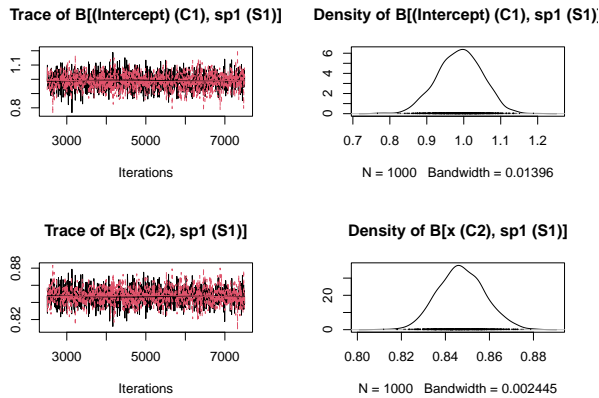 Trace of B[(Intercept) (C1), sp1 (S1)]
1.1
0.8
3000 5000 7000
Iterations
Density of B[(Intercept) (C1), sp1 (S1)]
6
4
2
0
0.7 0.8 0.9 1.0 1.1 1.2
N = 1000 Bandwidth = 0.01396
Trace of B[x (C2), sp1 (S1)]
0.88
0.82
3000 5000 7000
Iterations
Density of B[x (C2), sp1 (S1)]
20
0
0.80 0.82 0.84 0.86 0.88
N = 1000 Bandwidth = 0.002445